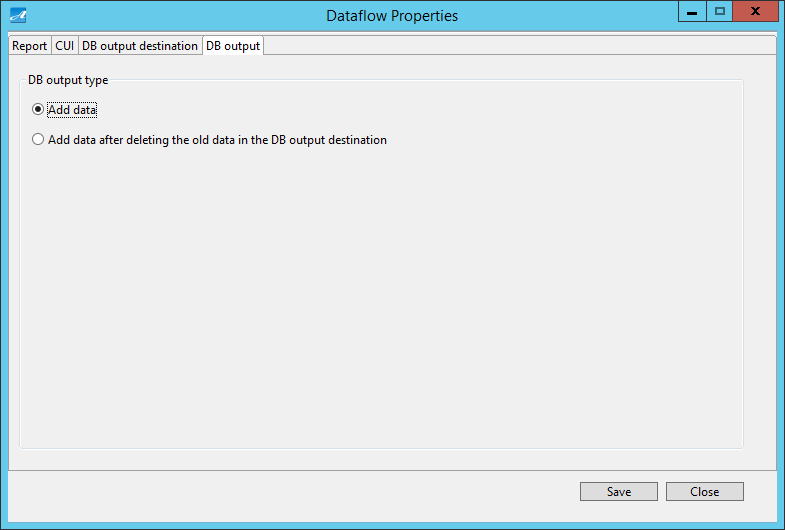 Dataflow Properties
Report CUI DB output destination DB output
DB output type
Add data
Add data after deleting the old data in the DB output destination
Save Close